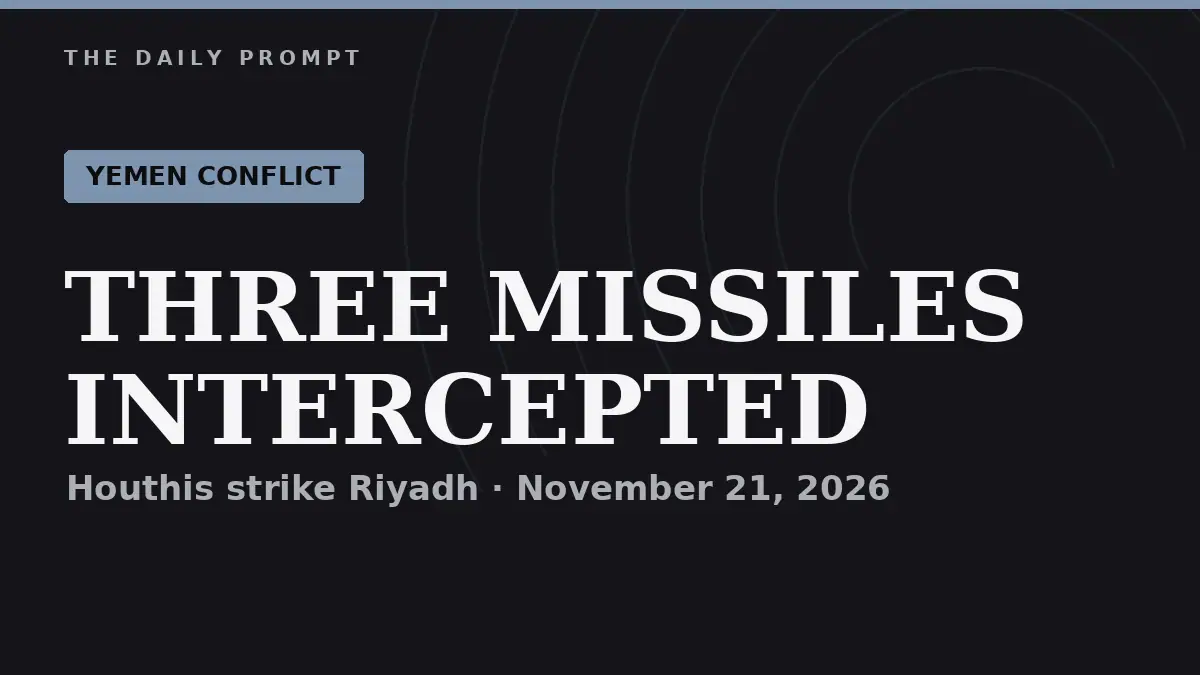 THE DAILY PROMPT
YEMEN CONFLICT
THREE MISSILES
INTERCEPTED
Houthis strike Riyadh · November 21, 2026